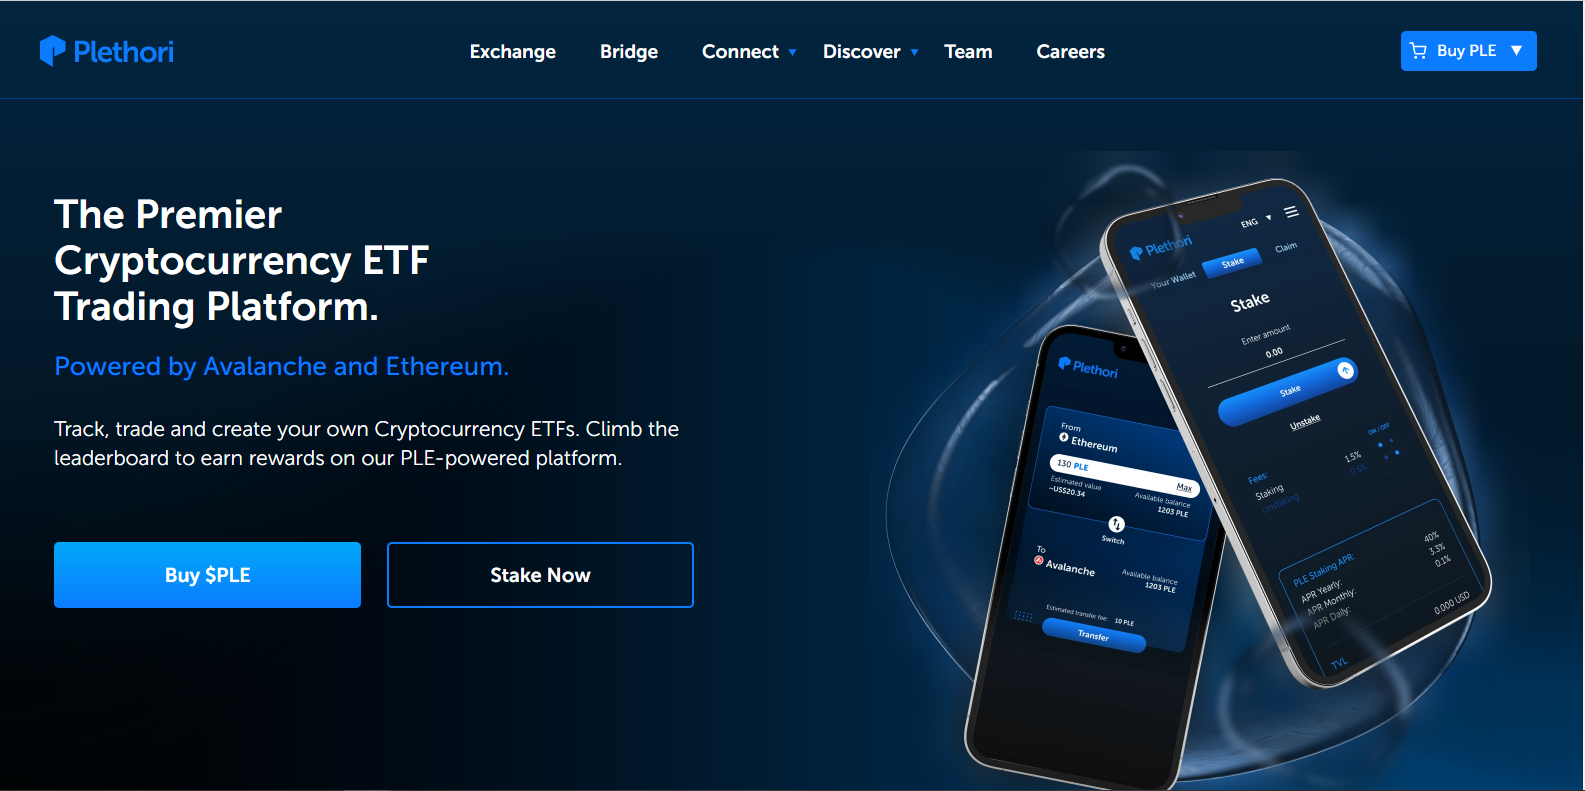 Plethori
Exchange
Bridge
Connect
Discover
Team
Careers
Buy PLE
The Premier
Cryptocurrency ETF
Trading Platform.
Powered by Avalanche and Ethereum.
Track, trade and create your own Cryptocurrency ETFs. Climb the
leaderboard to earn rewards on our PLE-powered platform.
Buy $PLE
Stake Now
Plethori
From
Ethereum
130 PLE
Max
Estimated value
~US$20.34
Available balance
1203 PLE
Switch
To
Avalanche
Available balance
1203 PLE
Estimated transfer fee: 10 PLE
Transfer
Plethori
ENG
Your Wallet
Stake
Claim
Stake
Enter amount
0.00
Stake
Unstake
ON / OFF
Fees:
Staking 1.5%
Unstaking 0.5%
PLE Staking APR:
APR Yearly: 40%
APR Monthly: 3.3%
APR Daily: 0.1%
0.000 USD
TVL